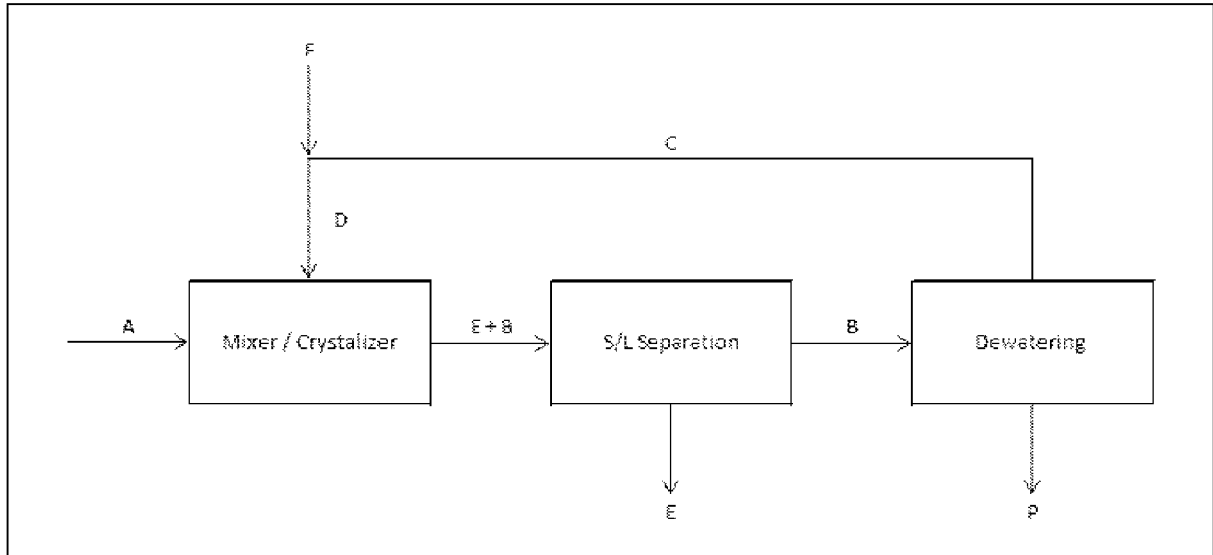 F
C
D
A
Mixer / Crystalizer
E + B
S/L Separation
B
Dewatering
E
P